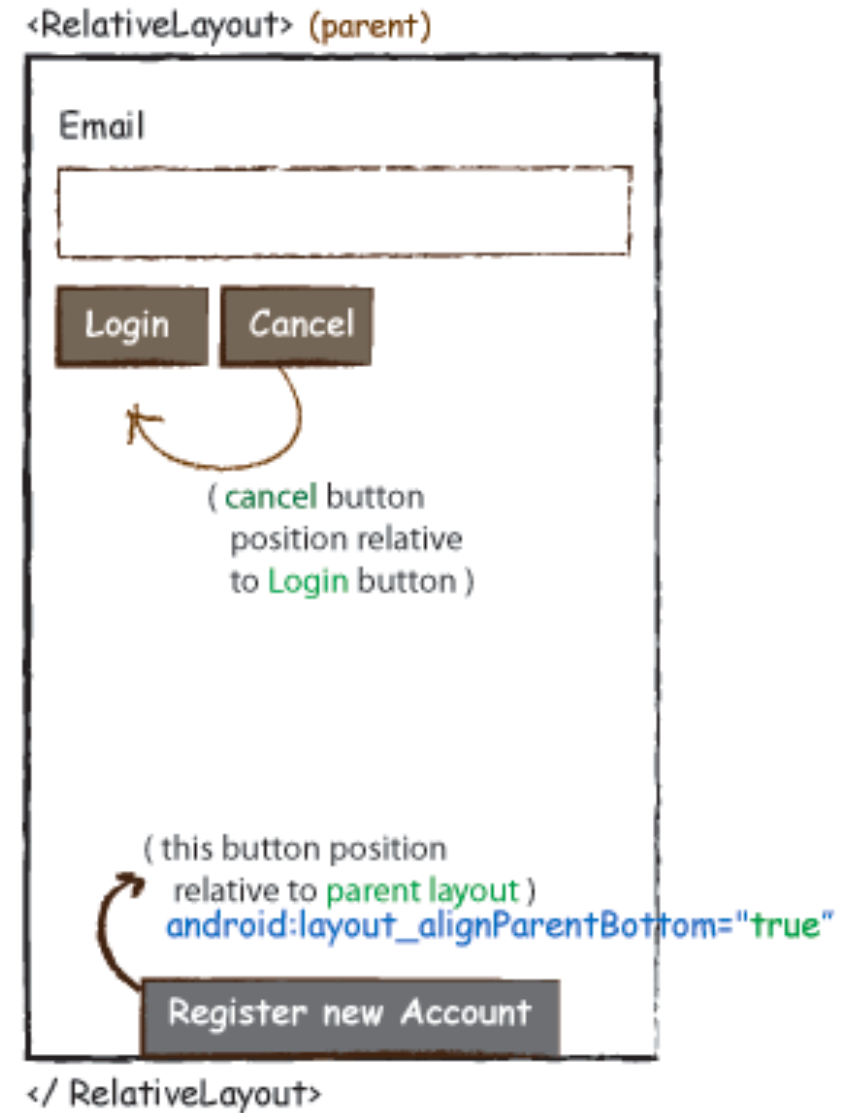 <RelativeLayout> (parent)
Email
Login Cancel
( cancel button
position relative
to Login button )
( this button position
relative to parent layout )
android:layout_alignParentBottom="true"
Register new Account
</ RelativeLayout>